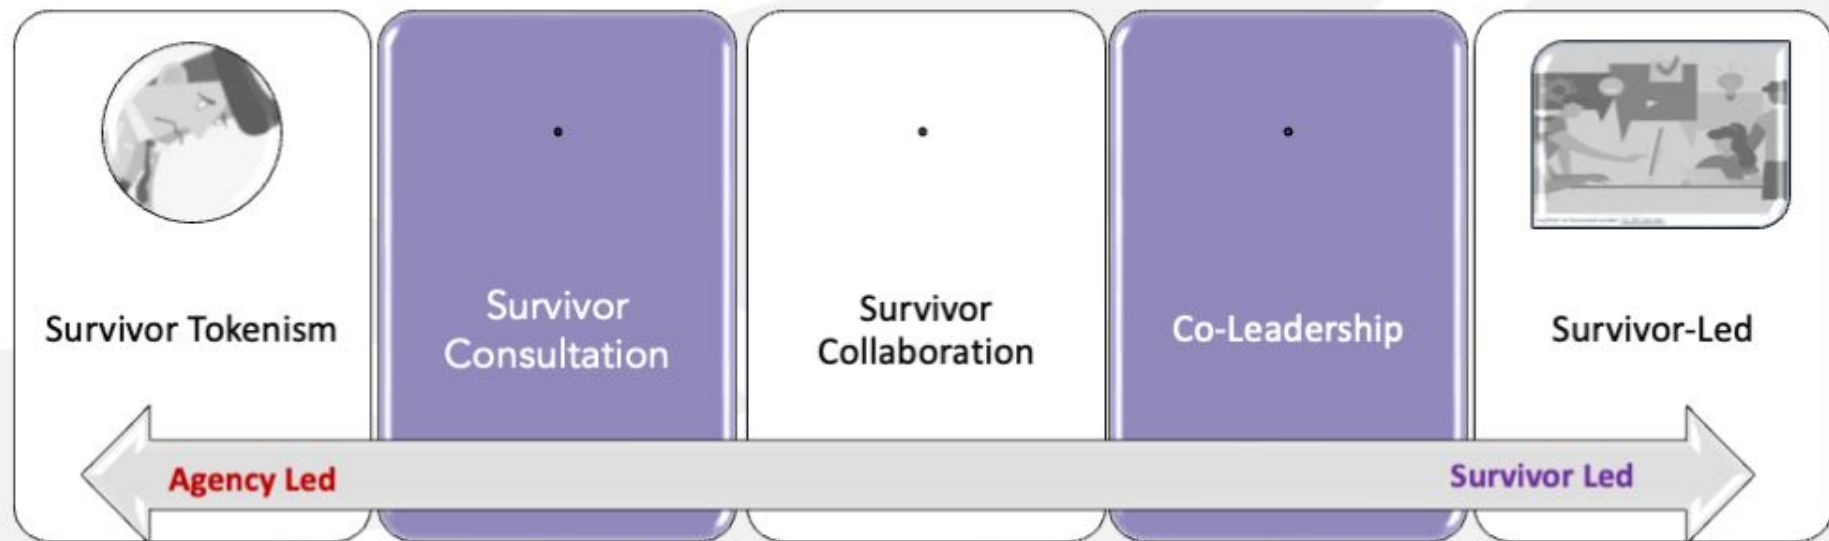 Survivor Tokenism
Survivor
Consultation
Survivor
Collaboration
Co-Leadership
Survivor-Led
Agency Led
Survivor Led